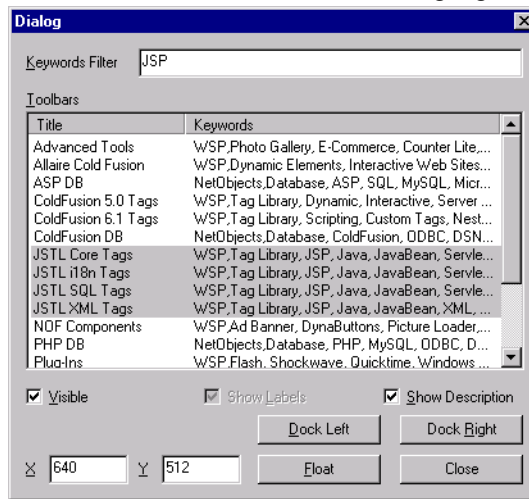 Dialog
Keywords Filter JSP
Toolbars
Title Keywords
Advanced Tools WSP,Photo Gallery, E-Commerce, Counter Lite,...
Allaire Cold Fusion WSP,Dynamic Elements, Interactive Web Sites...
ASP DB NetObjects,Database, ASP, SQL, MySQL, Micr...
ColdFusion 5.0 Tags WSP,Tag Library, Dynamic, Interactive, Server ...
ColdFusion 6.1 Tags WSP,Tag Library, Scripting, Custom Tags, Nest...
ColdFusion DB NetObjects,Database, ColdFusion, ODBC, DSN...
JSTL Core Tags WSP,Tag Library, JSP, Java, JavaBean, Servle...
JSTL i18n Tags WSP,Tag Library, JSP, Java, JavaBean, Servle...
JSTL SQL Tags WSP,Tag Library, JSP, Java, JavaBean, Servle...
JSTL XML Tags WSP,Tag Library, JSP, Java, JavaBean, XML, ...
NOF Components WSP,Ad Banner, DynaButtons, Picture Loader,...
PHP DB NetObjects,Database, PHP, MySQL, ODBC, D...
Plug-Ins WSP,Flash, Shockwave, Quicktime, Windows ...
Visible Show Labels Show Description
Dock Left Dock Right
X 640 Y 512 Float Close